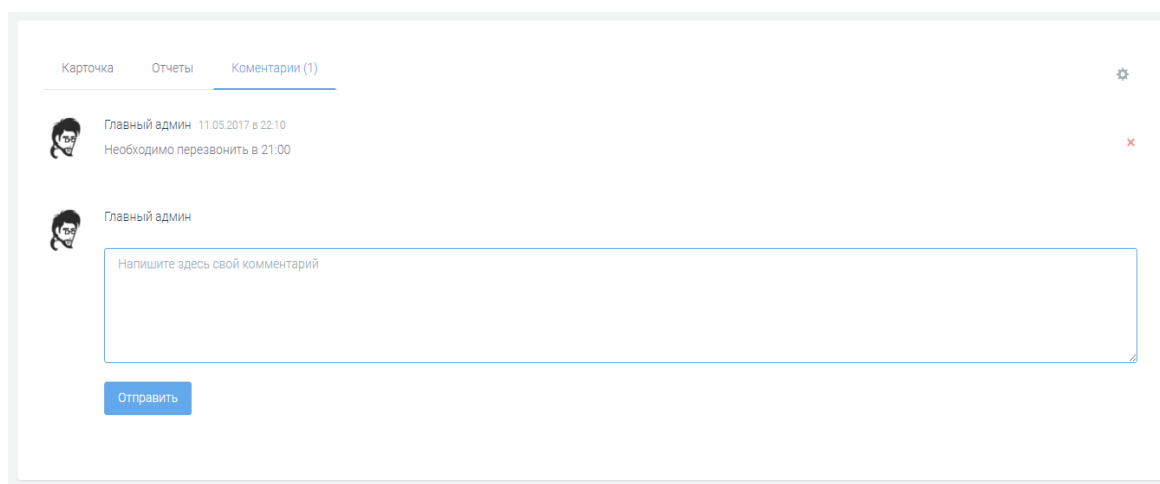 Карточка Отчеты Коментарии (1)
Главный админ 11.05.2017 в 22:10
Необходимо перезвонить в 21:00
Главный админ
Напишите здесь свой комментарий
Отправить